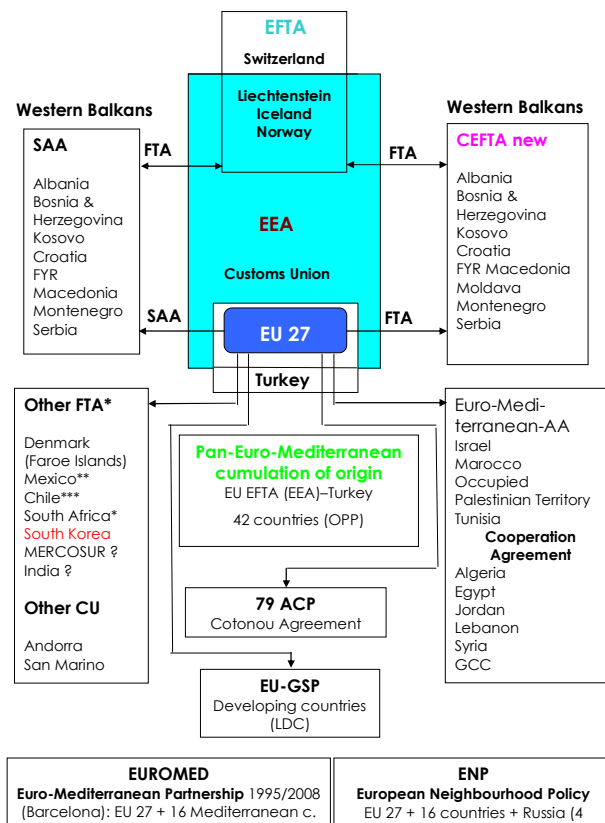 EFTA
Switzerland
Liechtenstein
Iceland
Norway
Western Balkans
SAA
Albania
Bosnia &
Herzegovina
Kosovo
Croatia
FYR
Macedonia
Montenegro
Serbia
FTA
FTA
Western Balkans
CEFTA new
Albania
Bosnia &
Herzegovina
Kosovo
Croatia
FYR Macedonia
Moldava
Montenegro
Serbia
EEA
Customs Union
SAA
EU 27
FTA
Turkey
Other FTA*
Denmark
(Faroe Islands)
Mexico**
Chile***
South Africa*
South Korea
MERCOSUR ?
India ?
Other CU
Andorra
San Marino
Pan-Euro-Mediterranean
cumulation of origin
EU EFTA (EEA)–Turkey
42 countries (OPP)
Euro-Medi-
terranean-AA
Israel
Marocco
Occupied
Palestinian Territory
Tunisia
Cooperation
Agreement
Algeria
Egypt
Jordan
Lebanon
Syria
GCC
79 ACP
Cotonou Agreement
EU-GSP
Developing countries
(LDC)
EUROMED
Euro-Mediterranean Partnership 1995/2008
(Barcelona): EU 27 + 16 Mediterranean c.
ENP
European Neighbourhood Policy
EU 27 + 16 countries + Russia (4